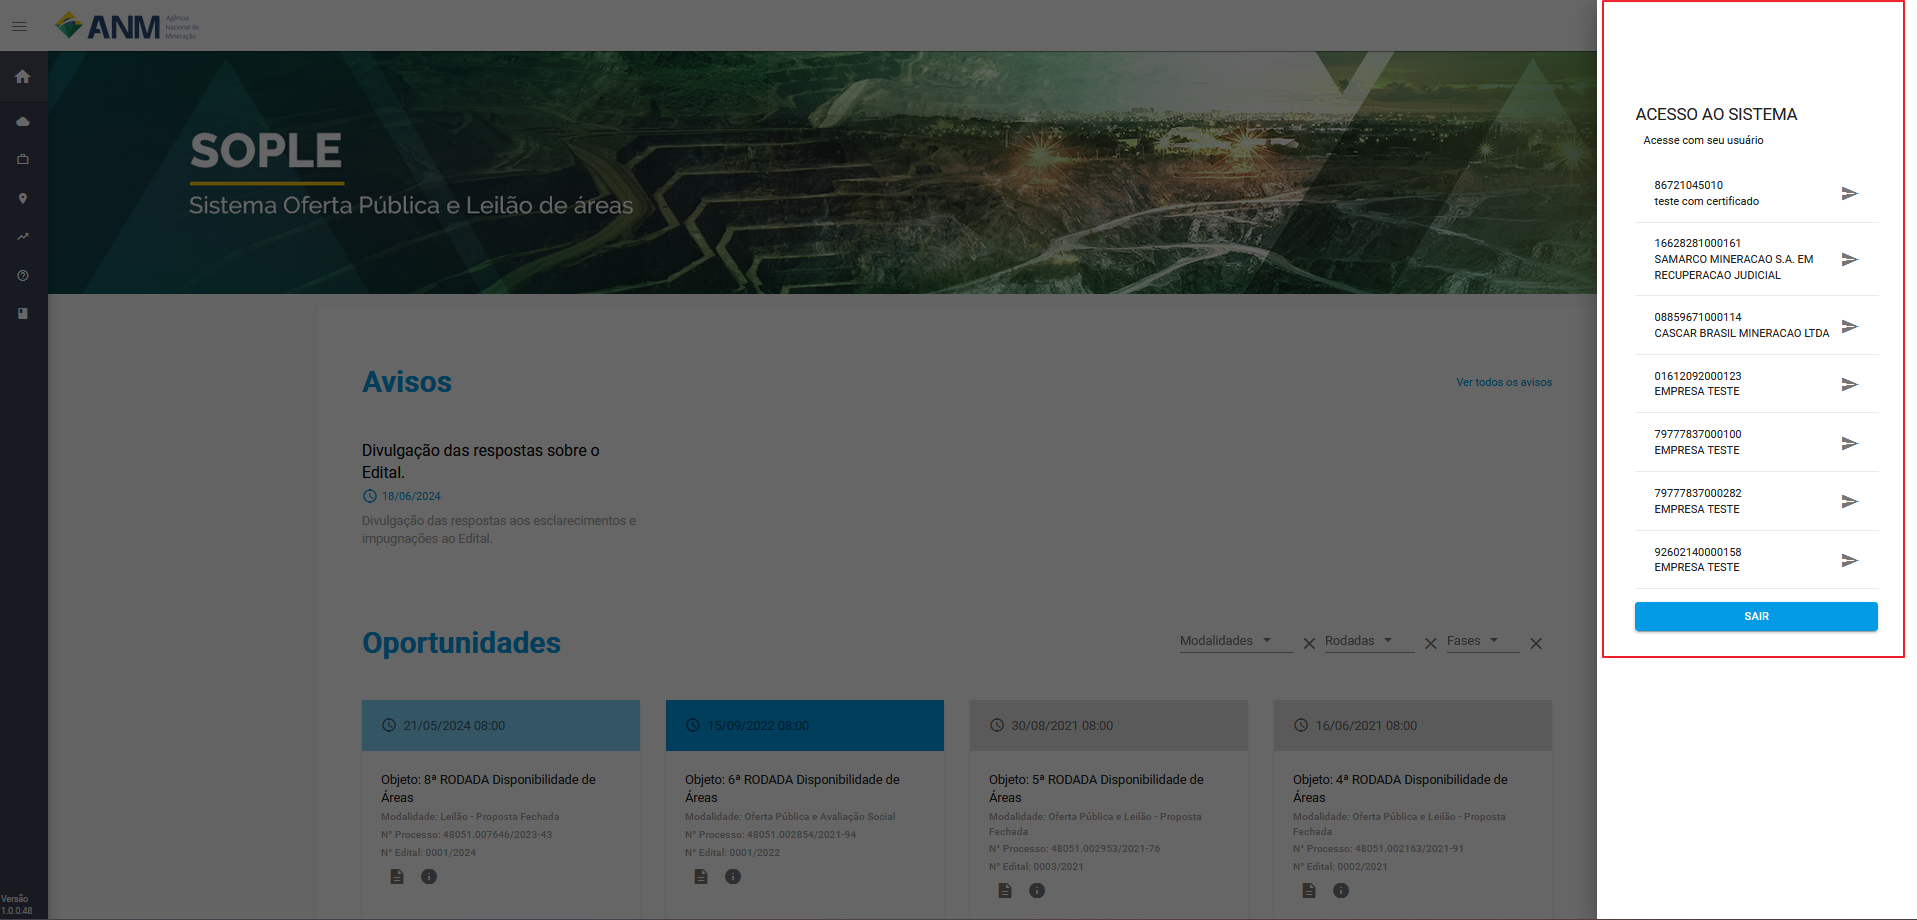 ANM
Agência
Nacional de
Mineração
SOPLE
Sistema Oferta Pública e Leilão de áreas
Avisos
Ver todos os avisos
Divulgação das respostas sobre o
Edital.
18/06/2024
Divulgação das respostas aos esclarecimentos e
impugnações ao Edital.
Oportunidades
Modalidades
Rodadas
Fases
21/05/2024 08:00
Objeto: 8ª RODADA Disponibilidade de
Áreas
Modalidade: Leilão - Proposta Fechada
N° Processo: 48051.007646/2023-43
N° Edital: 0001/2024
15/09/2022 08:00
Objeto: 6ª RODADA Disponibilidade de
Áreas
Modalidade: Oferta Pública e Avaliação Social
N° Processo: 48051.002854/2021-94
N° Edital: 0001/2022
30/08/2021 08:00
Objeto: 5ª RODADA Disponibilidade de
Áreas
Modalidade: Oferta Pública e Leilão - Proposta
Fechada
N° Processo: 48051.002953/2021-76
N° Edital: 0003/2021
16/06/2021 08:00
Objeto: 4ª RODADA Disponibilidade de
Áreas
Modalidade: Oferta Pública e Leilão - Proposta
Fechada
N° Processo: 48051.002163/2021-91
N° Edital: 0002/2021
Versão
1.0.0.48
ACESSO AO SISTEMA
Acesse com seu usuário
86721045010
teste com certificado
16628281000161
SAMARCO MINERACAO S.A. EM
RECUPERACAO JUDICIAL
08859671000114
CASCAR BRASIL MINERACAO LTDA
01612092000123
EMPRESA TESTE
79777837000100
EMPRESA TESTE
79777837000282
EMPRESA TESTE
92602140000158
EMPRESA TESTE
SAIR